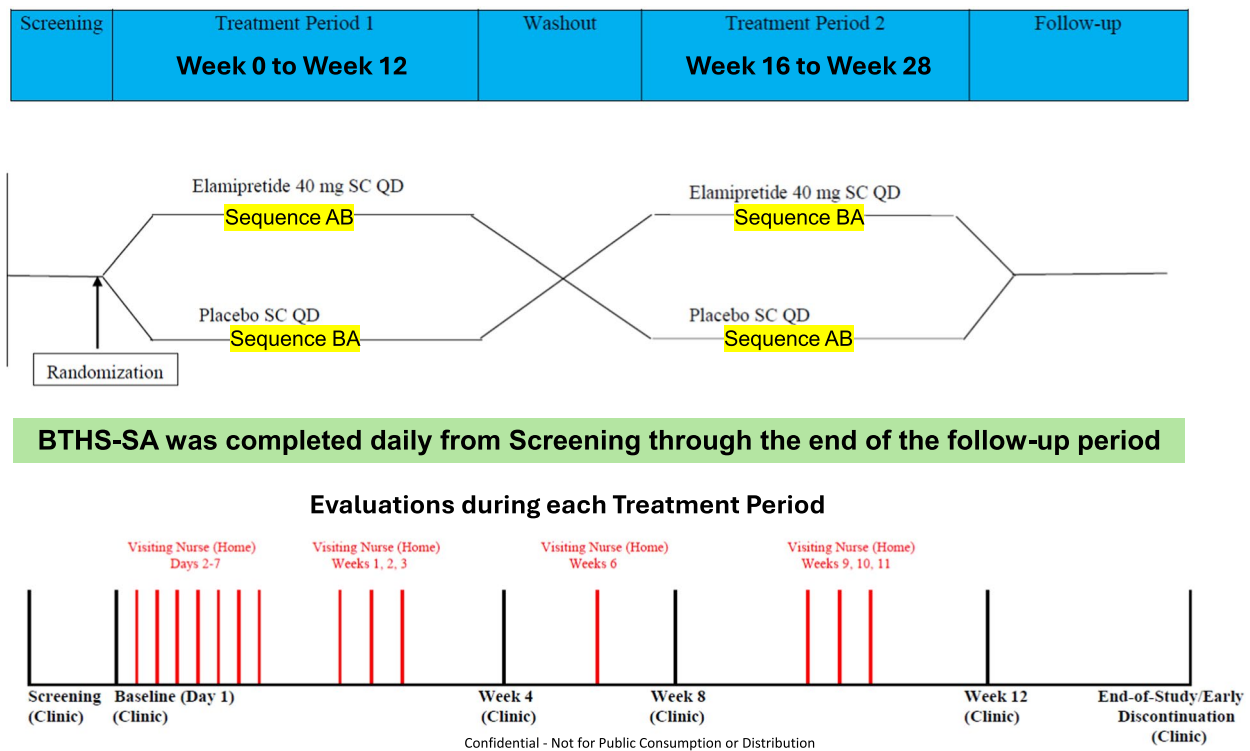 Screening
Treatment Period 1
Washout
Treatment Period 2
Follow-up
Week 0 to Week 12
Week 16 to Week 28
Elamipretide 40 mg SC QD
Elamipretide 40 mg SC QD
Sequence AB
Sequence BA
Placebo SC QD
Placebo SC QD
Sequence BA
Sequence AB
Randomization
BTHS-SA was completed daily from Screening through the end of the follow-up period
Evaluations during each Treatment Period
Visiting Nurse (Home)
Days 2-7
Visiting Nurse (Home)
Weeks 1, 2, 3
Visiting Nurse (Home)
Weeks 6
Visiting Nurse (Home)
Weeks 9, 10, 11
Screening
(Clinic)
Baseline (Day 1)
(Clinic)
Week 4
(Clinic)
Week 8
(Clinic)
Week 12
(Clinic)
End-of-Study/Early
Discontinuation
(Clinic)
Confidential - Not for Public Consumption or Distribution